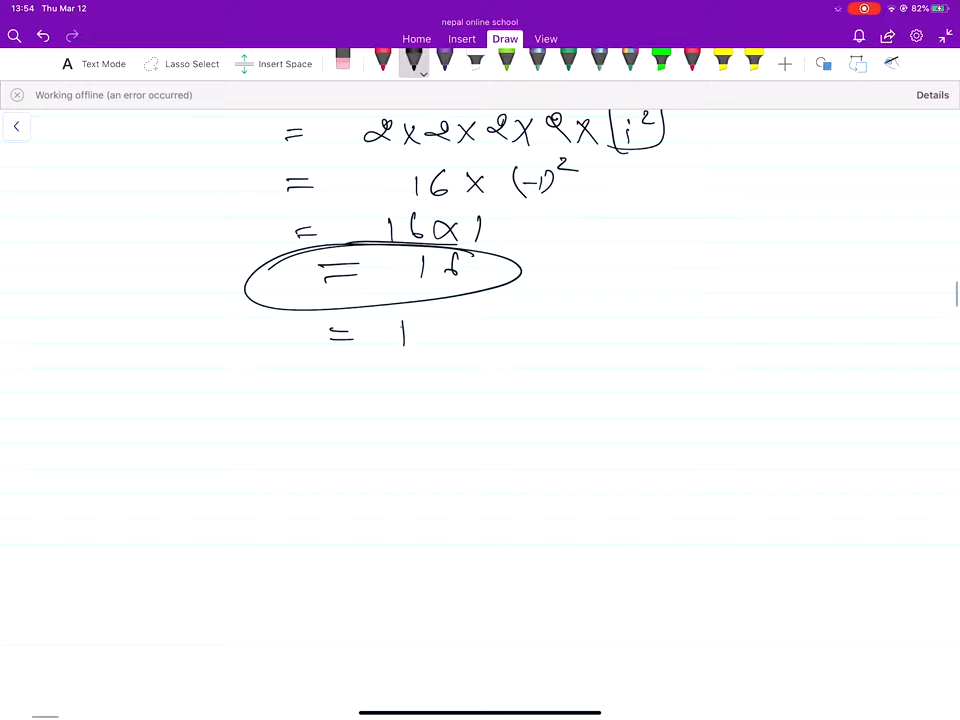 13:54 Thu Mar 12
82%
nepal online school
Home Insert Draw View
A Text Mode Lasso Select Insert Space
Working offline (an error occurred) Details
= 2 x 2 x 2 x 2 x [i²]
= 16 x (-1)²
= 16 x 1
= 16
= 1